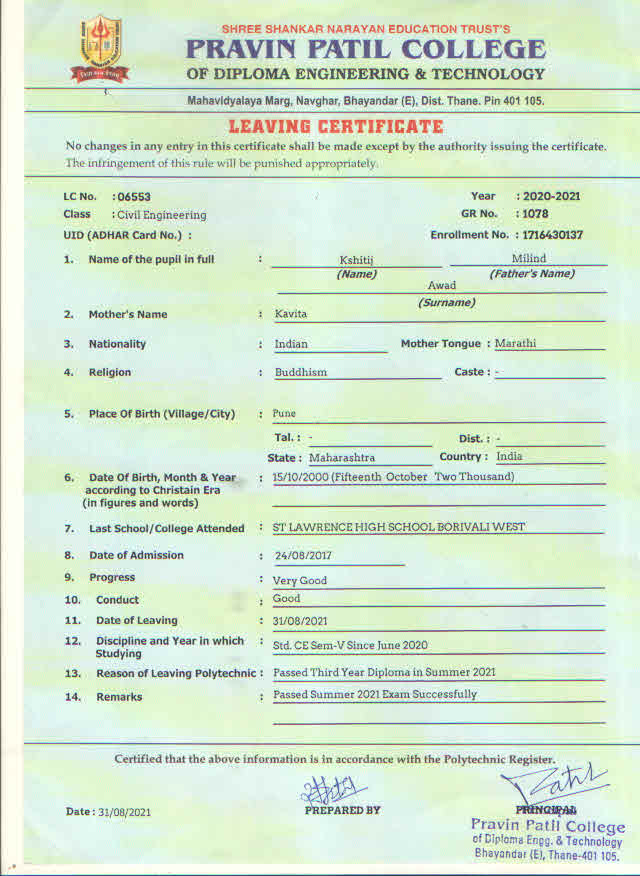 SHREE SHANKAR NARAYAN EDUCATION TRUST'S
PRAVIN PATIL COLLEGE
OF DIPLOMA ENGINEERING & TECHNOLOGY
Mahavidyalaya Marg, Navghar, Bhayandar (E), Dist. Thane. Pin 401 105.
LEAVING CERTIFICATE
No changes in any entry in this certificate shall be made except by the authority issuing the certificate.
The infringement of this rule will be punished appropriately.
LC No. : 06553 Year : 2020-2021
Class : Civil Engineering GR No. : 1078
UID (ADHAR Card No.) : Enrollment No. : 1716430137
1. Name of the pupil in full : Kshitij Milind
(Name) (Father's Name)
Awad
(Surname)
2. Mother's Name : Kavita
3. Nationality : Indian Mother Tongue : Marathi
4. Religion : Buddhism Caste : -
5. Place Of Birth (Village/City) : Pune
Tal. : - Dist. : -
State : Maharashtra Country : India
6. Date Of Birth, Month & Year : 15/10/2000 (Fifteenth October Two Thousand)
according to Christain Era
(in figures and words)
7. Last School/College Attended : ST LAWRENCE HIGH SCHOOL BORIVALI WEST
8. Date of Admission : 24/08/2017
9. Progress : Very Good
10. Conduct : Good
11. Date of Leaving : 31/08/2021
12. Discipline and Year in which : Std. CE Sem-V Since June 2020
Studying
13. Reason of Leaving Polytechnic : Passed Third Year Diploma in Summer 2021
14. Remarks : Passed Summer 2021 Exam Successfully
Certified that the above information is in accordance with the Polytechnic Register.
Date : 31/08/2021 PREPARED BY PRINCIPAL
Pravin Patil College
of Diploma Engg. & Technology
Bhayandar (E), Thane-401 105.